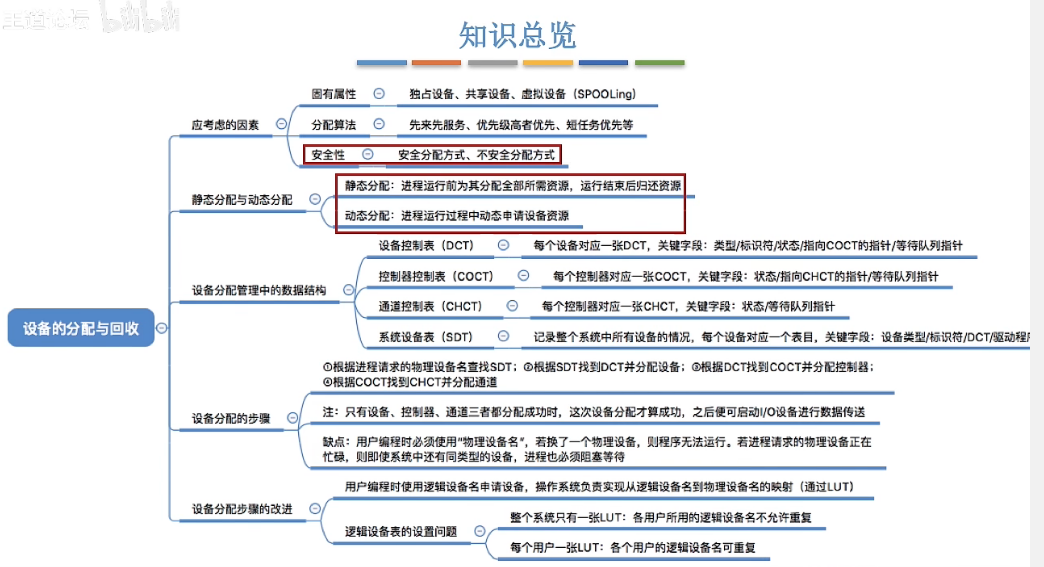 王道论坛 bilibili
知识总览
固有属性
独占设备、共享设备、虚拟设备（SPOOLing）
应考虑的因素
分配算法
先来先服务、优先级高者优先、短任务优先等
安全性
安全分配方式、不安全分配方式
静态分配与动态分配
静态分配：进程运行前为其分配全部所需资源，运行结束后归还资源
动态分配：进程运行过程中动态申请设备资源
设备的分配与回收
设备分配管理中的数据结构
设备控制表（DCT）
每个设备对应一张DCT，关键字段：类型/标识符/状态/指向COCT的指针/等待队列指针
控制器控制表（COCT）
每个控制器对应一张COCT，关键字段：状态/指向CHCT的指针/等待队列指针
通道控制表（CHCT）
每个控制器对应一张CHCT，关键字段：状态/等待队列指针
系统设备表（SDT）
记录整个系统中所有设备的情况，每个设备对应一个表目，关键字段：设备类型/标识符/DCT/驱动程
设备分配的步骤
①根据进程请求的物理设备名查找SDT；②根据SDT找到DCT并分配设备；③根据DCT找到COCT并分配控制器；
④根据COCT找到CHCT并分配通道
注：只有设备、控制器、通道三者都分配成功时，这次设备分配才算成功，之后便可启动I/O设备进行数据传送
缺点：用户编程时必须使用“物理设备名”，若换了一个物理设备，则程序无法运行。若进程请求的物理设备正在
忙碌，则即使系统中还有同类型的设备，进程也必须阻塞等待
设备分配步骤的改进
用户编程时使用逻辑设备名申请设备，操作系统负责实现从逻辑设备名到物理设备名的映射（通过LUT）
逻辑设备表的设置问题
整个系统只有一张LUT：各用户所用的逻辑设备名不允许重复
每个用户一张LUT：各个用户的逻辑设备名可重复